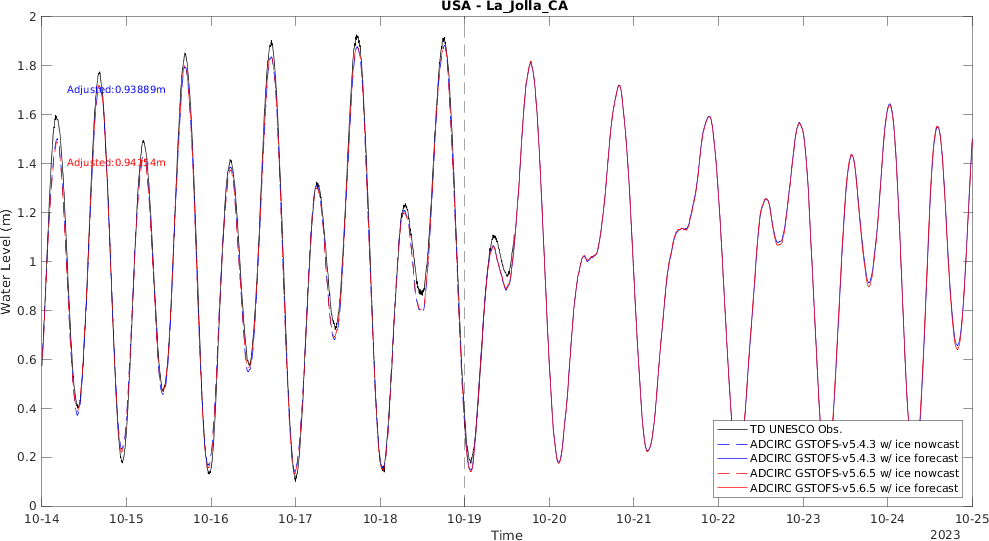 USA - La_Jolla_CA
2
1.8
1.6
1.4
1.2
1
0.8
0.6
0.4
0.2
0
Water Level (m)
Adjusted:0.93889m
Adjusted:0.94154m
TD UNESCO Obs.
ADCIRC GSTOFS-v5.4.3 w/ ice nowcast
ADCIRC GSTOFS-v5.4.3 w/ ice forecast
ADCIRC GSTOFS-v5.6.5 w/ ice nowcast
ADCIRC GSTOFS-v5.6.5 w/ ice forecast
10-14 10-15 10-16 10-17 10-18 10-19 10-20 10-21 10-22 10-23 10-24 10-25
Time
2023